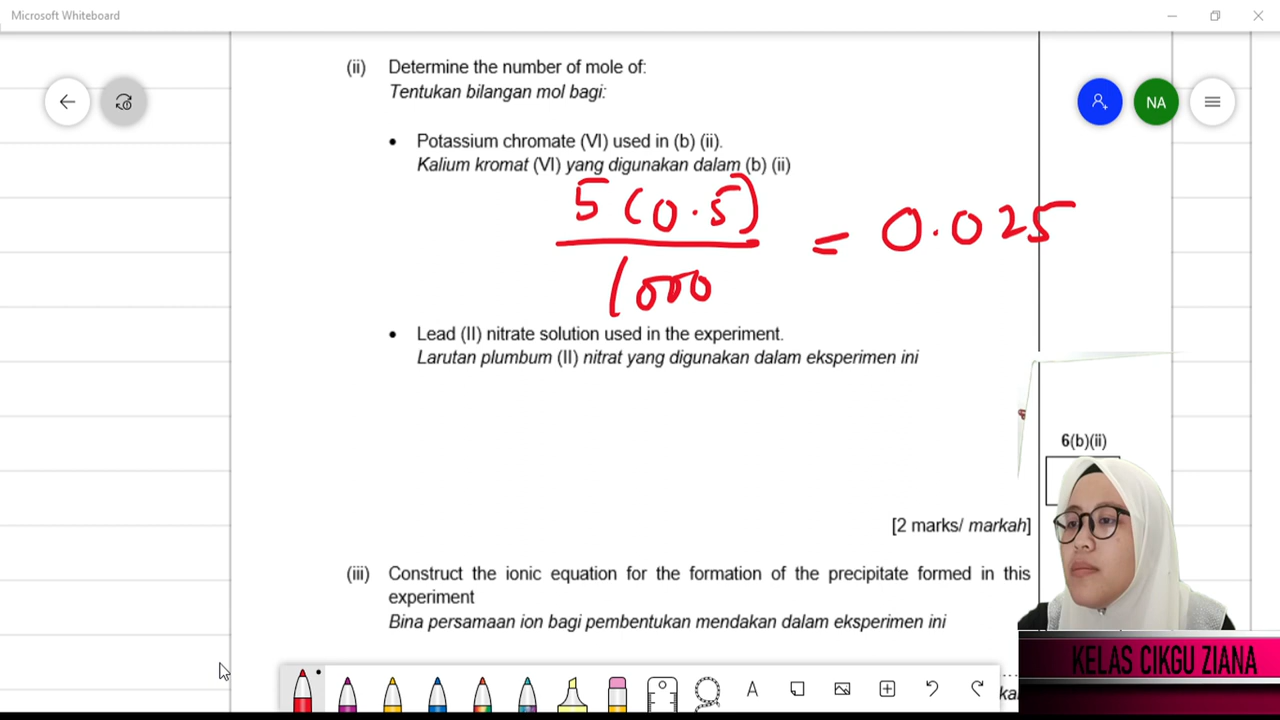 Microsoft Whiteboard
(ii) Determine the number of mole of:
Tentukan bilangan mol bagi:
NA
• Potassium chromate (VI) used in (b) (ii).
Kalium kromat (VI) yang digunakan dalam (b) (ii)
5 (0.5)
1000
= 0.025
• Lead (II) nitrate solution used in the experiment.
Larutan plumbum (II) nitrat yang digunakan dalam eksperimen ini
6(b)(ii)
[2 marks/ markah]
(iii) Construct the ionic equation for the formation of the precipitate formed in this
experiment
Bina persamaan ion bagi pembentukan mendakan dalam eksperimen ini
KELAS CIKGU ZIANA
A